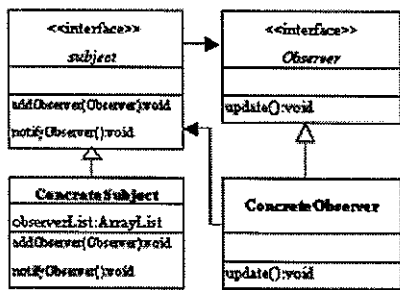 <<interface>>
subject
addObserver(Observer):void
notifyObserver():void
<<interface>>
Observer
update():void
ConcreteSubject
observerList:ArrayList
addObserver(Observer):void
notifyObserver():void
ConcreteObserver
update():void